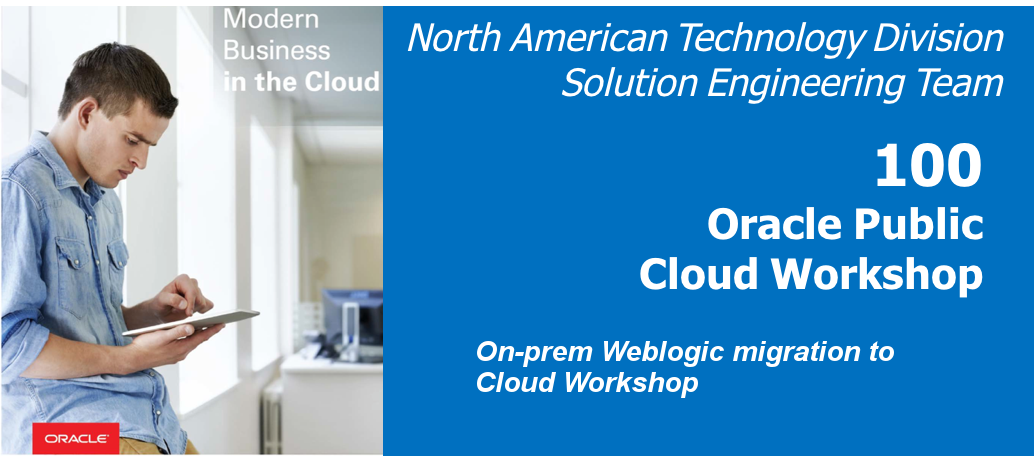 Modern
Business
in the Cloud
North American Technology Division
Solution Engineering Team
100
Oracle Public
Cloud Workshop
On-prem Weblogic migration to
Cloud Workshop
ORACLE